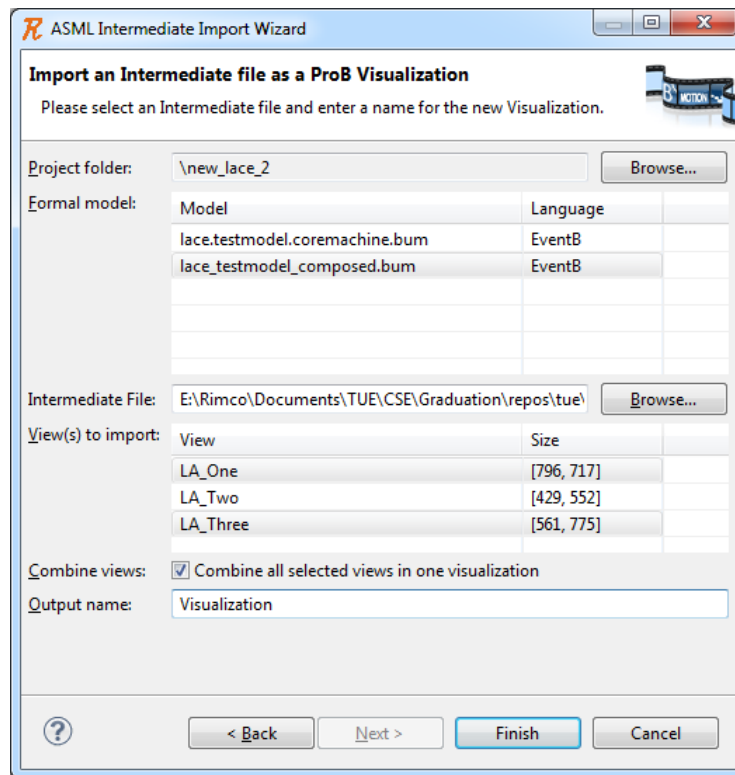 ASML Intermediate Import Wizard
Import an Intermediate file as a ProB Visualization
Please select an Intermediate file and enter a name for the new Visualization.
B MOTION
Project folder: \new_lace_2 Browse...
Formal model: Model Language
lace.testmodel.coremachine.bum EventB
lace_testmodel_composed.bum EventB
Intermediate File: E:\Rimco\Documents\TUE\CSE\Graduation\repos\tue\ Browse...
View(s) to import: View Size
LA_One [796, 717]
LA_Two [429, 552]
LA_Three [561, 775]
Combine views: Combine all selected views in one visualization
Output name: Visualization
? < Back Next > Finish Cancel